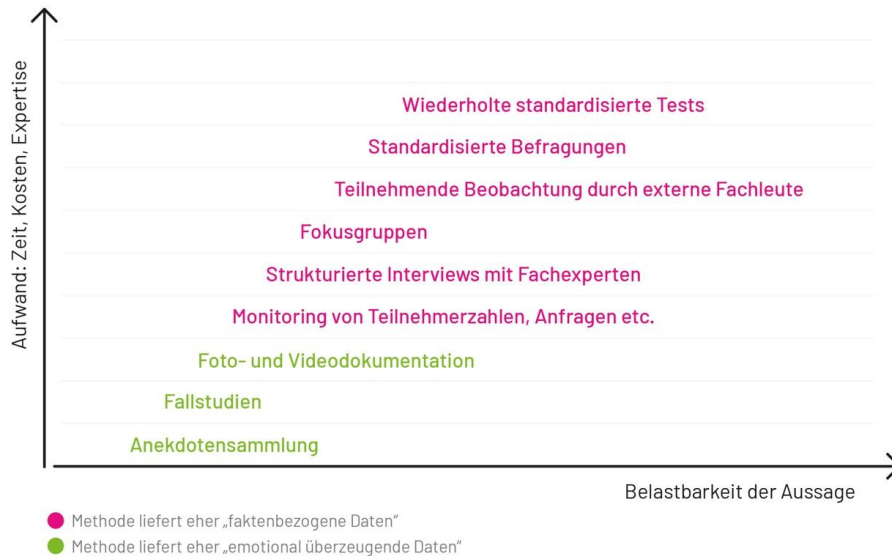 Aufwand: Zeit, Kosten, Expertise
Wiederholte standardisierte Tests
Standardisierte Befragungen
Teilnehmende Beobachtung durch externe Fachleute
Fokusgruppen
Strukturierte Interviews mit Fachexperten
Monitoring von Teilnehmerzahlen, Anfragen etc.
Foto- und Videodokumentation
Fallstudien
Anekdotensammlung
Belastbarkeit der Aussage
Methode liefert eher „faktenbezogene Daten“
Methode liefert eher „emotional überzeugende Daten“